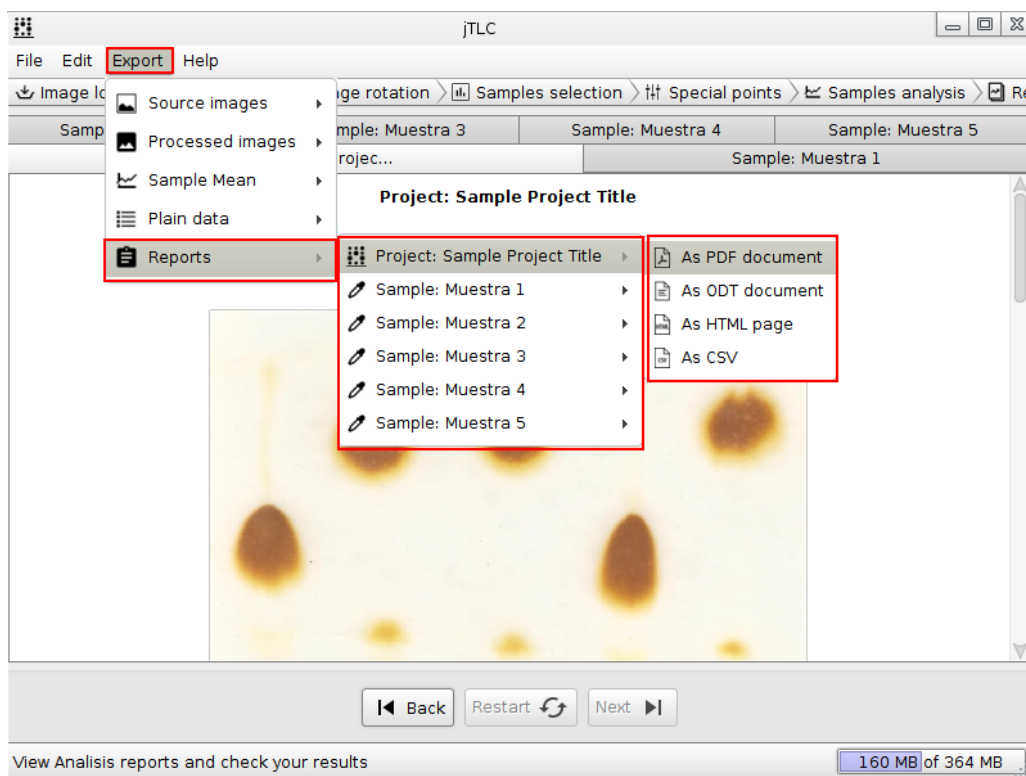 jTLC
File Edit Export Help
Image lo
ge rotation Samples selection Special points Samples analysis Re
Samp
mple: Muestra 3 Sample: Muestra 4 Sample: Muestra 5
rojec... Sample: Muestra 1
Project: Sample Project Title
Source images
Processed images
Sample Mean
Plain data
Reports
Project: Sample Project Title
Sample: Muestra 1
Sample: Muestra 2
Sample: Muestra 3
Sample: Muestra 4
Sample: Muestra 5
As PDF document
As ODT document
As HTML page
As CSV
Back Restart Next
View Analisis reports and check your results
160 MB of 364 MB